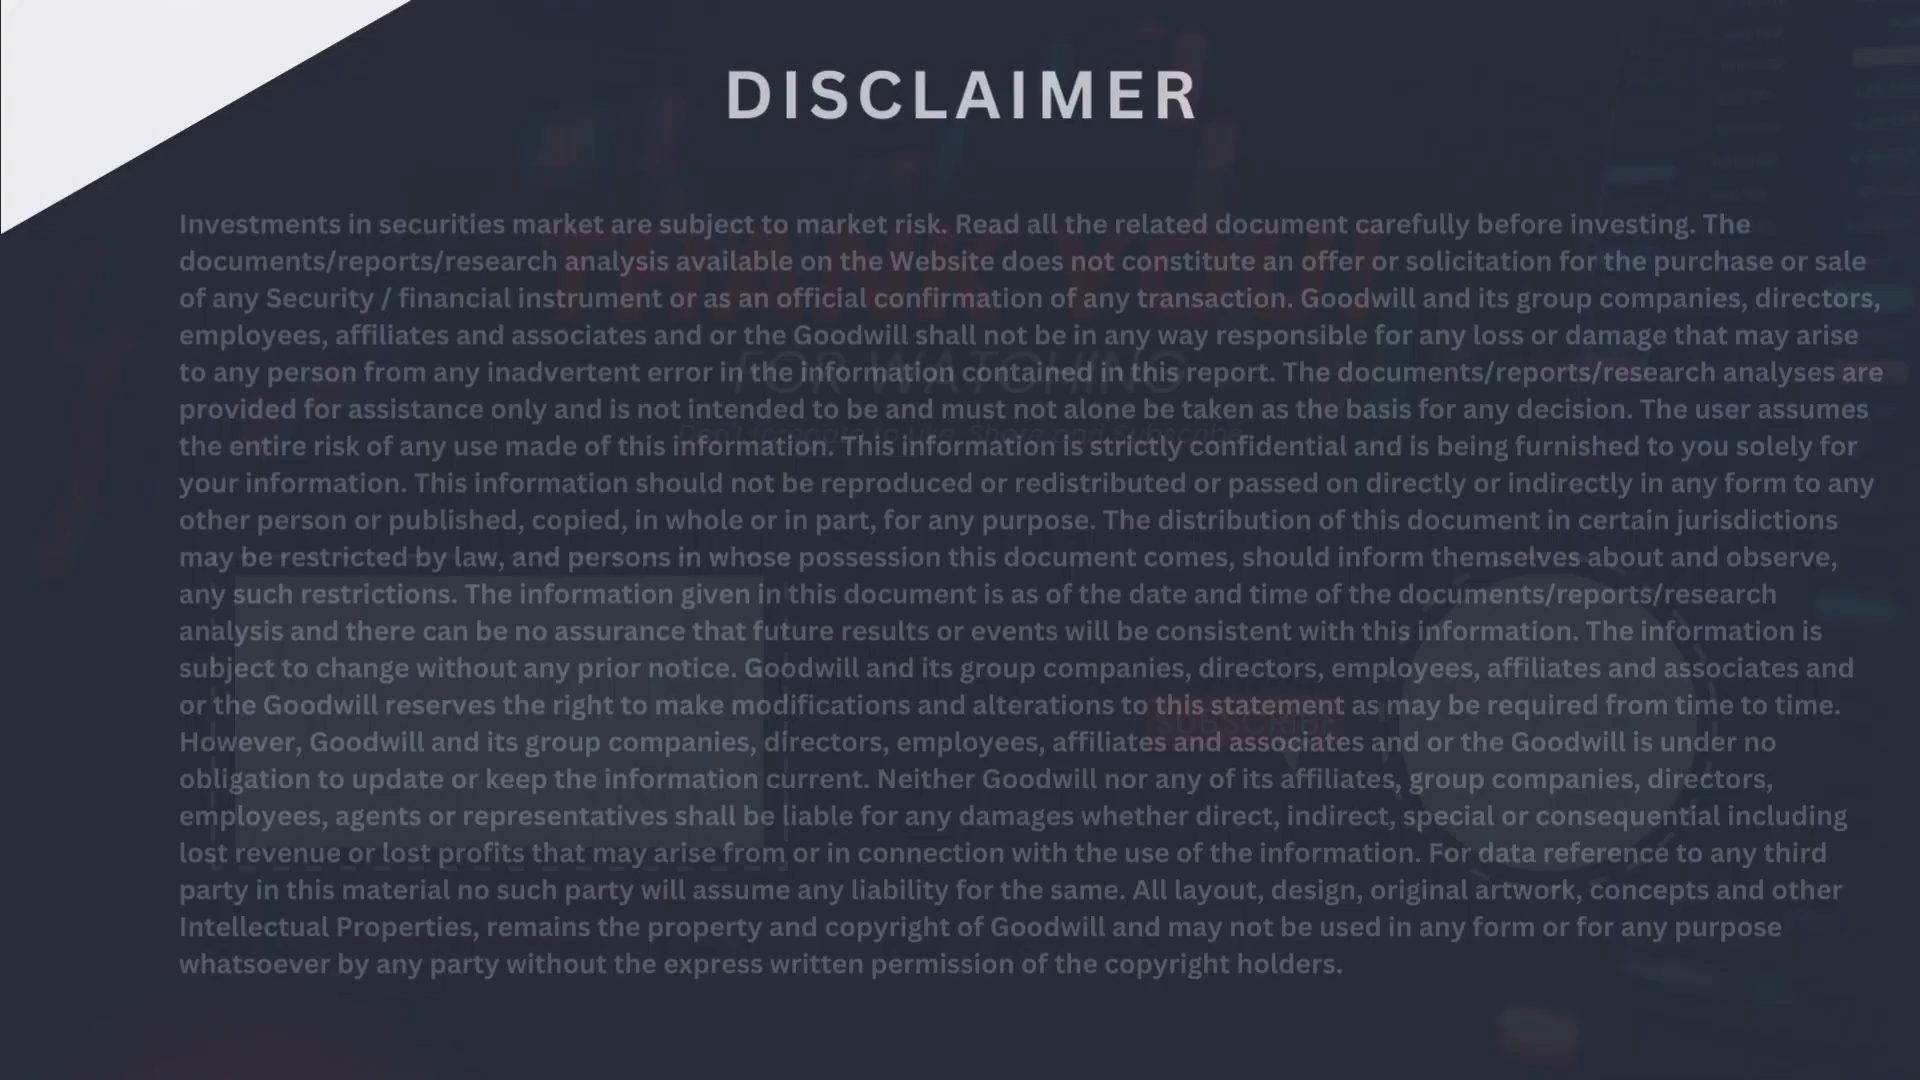 DISCLAIMER
Investments in securities market are subject to market risk. Read all the related document carefully before investing. The
documents/reports/research analysis available on the Website does not constitute an offer or solicitation for the purchase or sale
of any Security / financial instrument or as an official confirmation of any transaction. Goodwill and its group companies, directors,
employees, affiliates and associates and or the Goodwill shall not be in any way responsible for any loss or damage that may arise
to any person from any inadvertent error in the information contained in this report. The documents/reports/research analyses are
provided for assistance only and is not intended to be and must not alone be taken as the basis for any decision. The user assumes
the entire risk of any use made of this information. This information is strictly confidential and is being furnished to you solely for
your information. This information should not be reproduced or redistributed or passed on directly or indirectly in any form to any
other person or published, copied, in whole or in part, for any purpose. The distribution of this document in certain jurisdictions
may be restricted by law, and persons in whose possession this document comes, should inform themselves about and observe,
any such restrictions. The information given in this document is as of the date and time of the documents/reports/research
analysis and there can be no assurance that future results or events will be consistent with this information. The information is
subject to change without any prior notice. Goodwill and its group companies, directors, employees, affiliates and associates and
or the Goodwill reserves the right to make modifications and alterations to this statement as may be required from time to time.
However, Goodwill and its group companies, directors, employees, affiliates and associates and or the Goodwill is under no
obligation to update or keep the information current. Neither Goodwill nor any of its affiliates, group companies, directors,
employees, agents or representatives shall be liable for any damages whether direct, indirect, special or consequential including
lost revenue or lost profits that may arise from or in connection with the use of the information. For data reference to any third
party in this material no such party will assume any liability for the same. All layout, design, original artwork, concepts and other
Intellectual Properties, remains the property and copyright of Goodwill and may not be used in any form or for any purpose
whatsoever by any party without the express written permission of the copyright holders.
THANK YOU!
FOR WATCHING
SUBSCRIBE